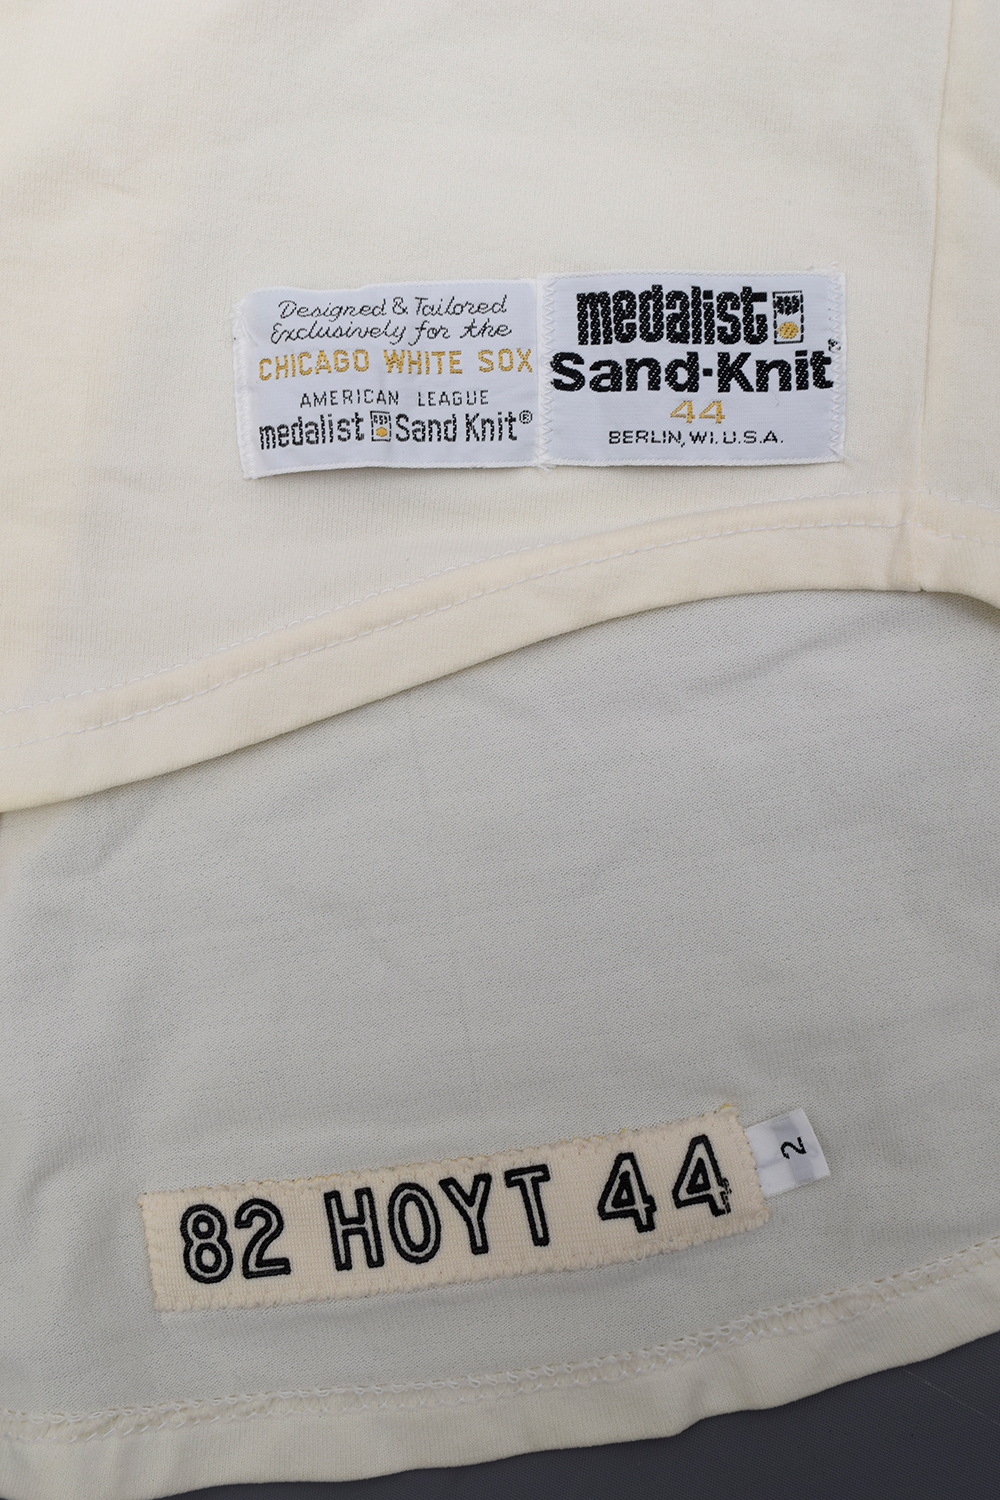 Designed & Tailored
Exclusively for the
CHICAGO WHITE SOX
AMERICAN LEAGUE
medalist Sand Knit®
medalist
Sand-Knit™
44
BERLIN, WI. U.S.A.
82 HOYT 44
2